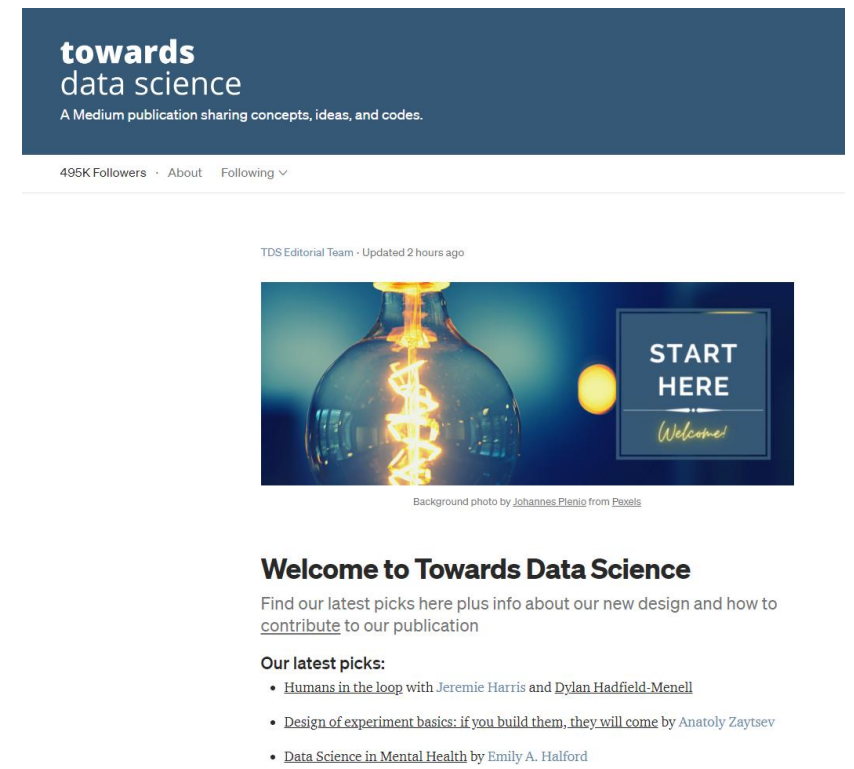 towards
data science
A Medium publication sharing concepts, ideas, and codes.
495K Followers · About Following
TDS Editorial Team · Updated 2 hours ago
START
HERE
Welcome!
Background photo by Johannes Plenio from Pexels
Welcome to Towards Data Science
Find our latest picks here plus info about our new design and how to
contribute to our publication
Our latest picks:
• Humans in the loop with Jeremie Harris and Dylan Hadfield-Menell
• Design of experiment basics: if you build them, they will come by Anatoly Zaytsev
• Data Science in Mental Health by Emily A. Halford